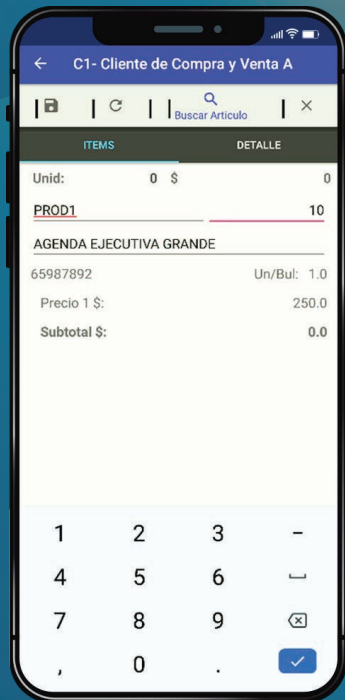 C1- Cliente de Compra y Venta A
Buscar Articulo
ITEMS DETALLE
Unid: 0 $ 0
PROD1 10
AGENDA EJECUTIVA GRANDE
65987892 Un/Bul: 1.0
Precio 1 $: 250.0
Subtotal $: 0.0
1 2 3 -
4 5 6
7 8 9
, 0 .